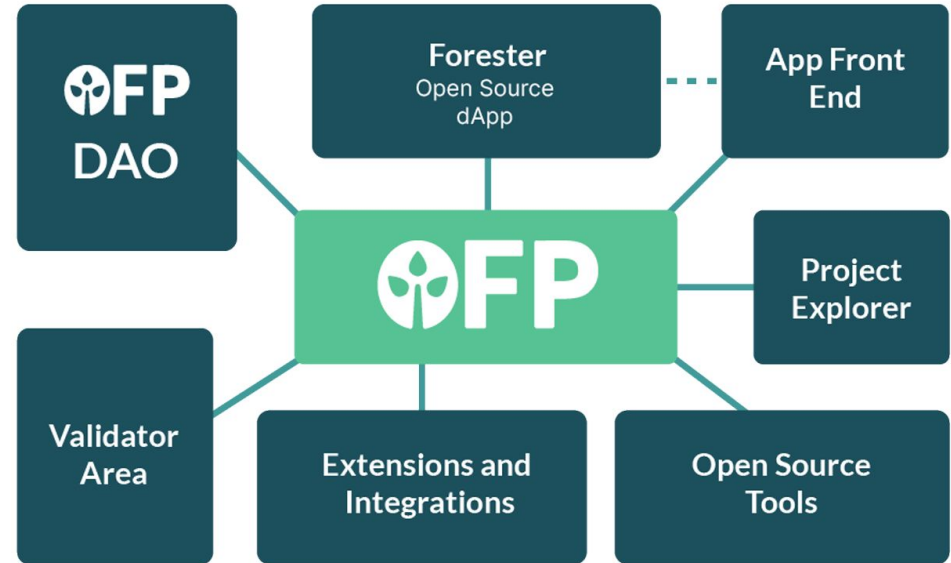 OFP
DAO
Forester
Open Source
dApp
App Front
End
OFP
Project
Explorer
Validator
Area
Extensions and
Integrations
Open Source
Tools